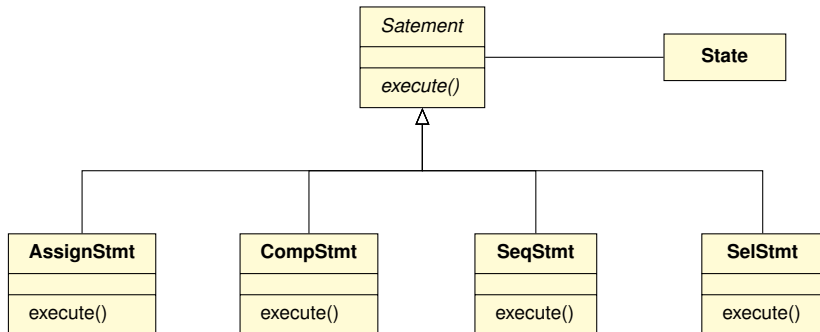 Satement
State
execute()
AssignStmt
CompStmt
SeqStmt
SelStmt
execute()
execute()
execute()
execute()